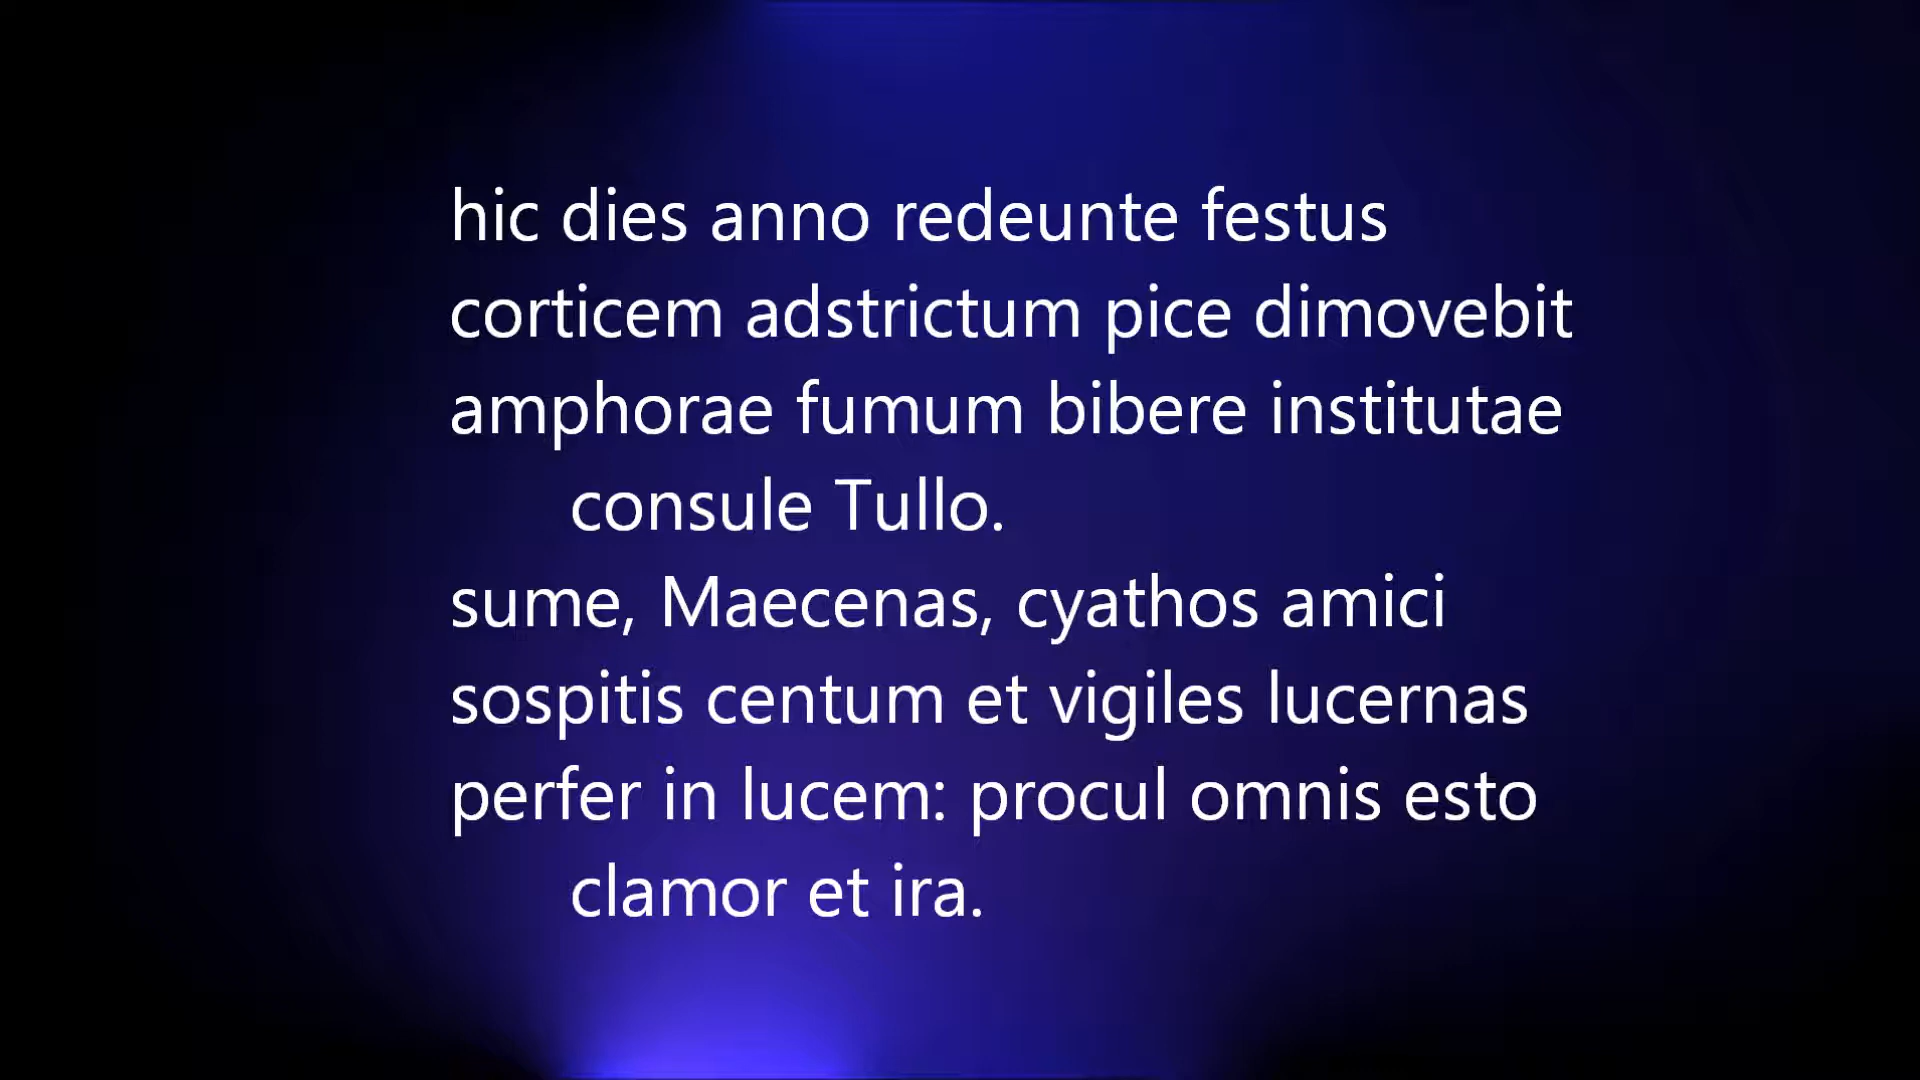 hic dies anno redeunte festus
corticem adstrictum pice dimovebit
amphorae fumum bibere institutae
consule Tullo.
sume, Maecenas, cyathos amici
sospitis centum et vigiles lucernas
perfer in lucem: procul omnis esto
clamor et ira.